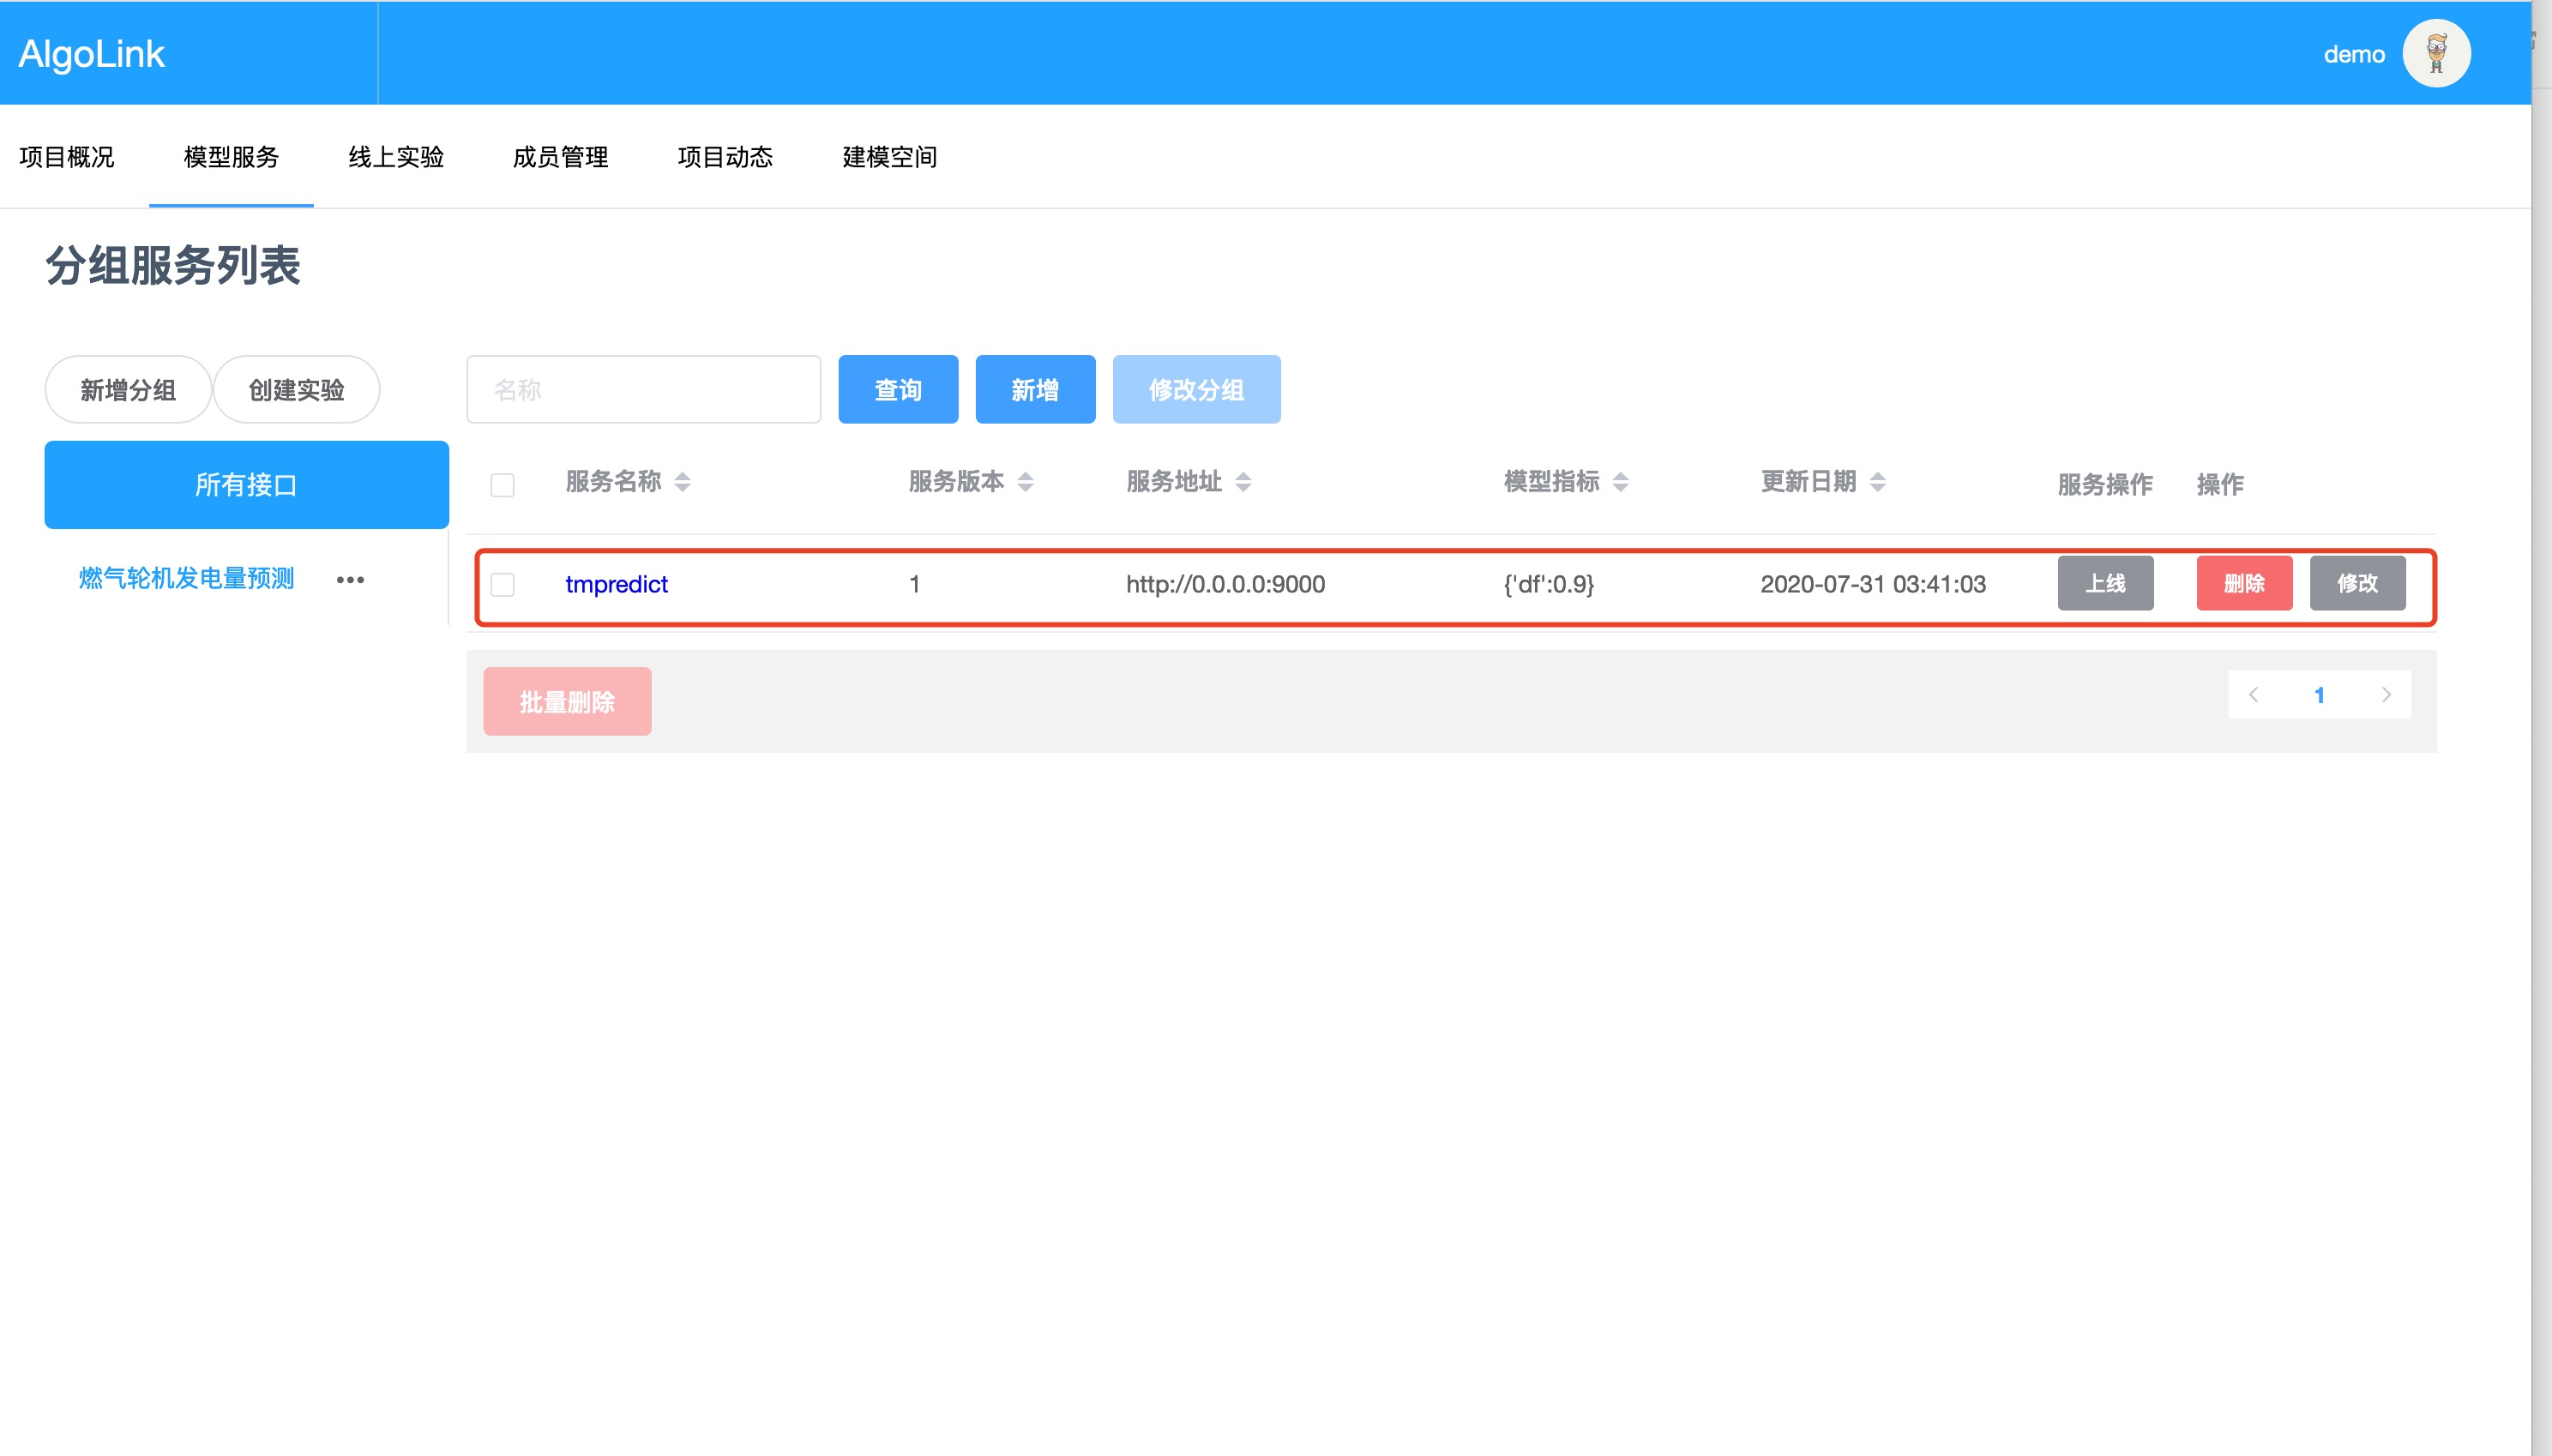 AlgoLink
demo
项目概况 模型服务 线上实验 成员管理 项目动态 建模空间
分组服务列表
新增分组 创建实验 名称 查询 新增 修改分组
所有接口
服务名称 服务版本 服务地址 模型指标 更新日期 服务操作 操作
燃气轮机发电量预测 •••
tmpredict 1 http://0.0.0.0:9000 {'df':0.9} 2020-07-31 03:41:03 上线 删除 修改
批量删除
1